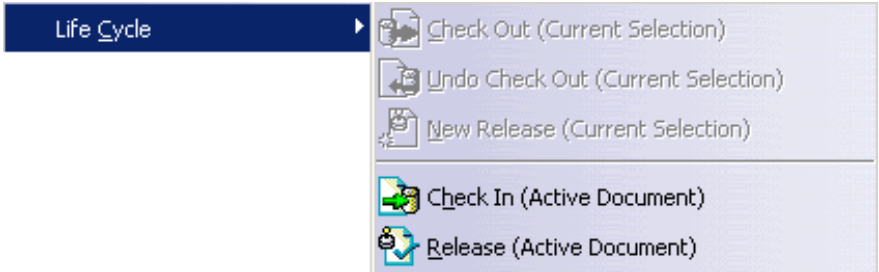 Life Cycle
Check Out (Current Selection)
Undo Check Out (Current Selection)
New Release (Current Selection)
Check In (Active Document)
Release (Active Document)